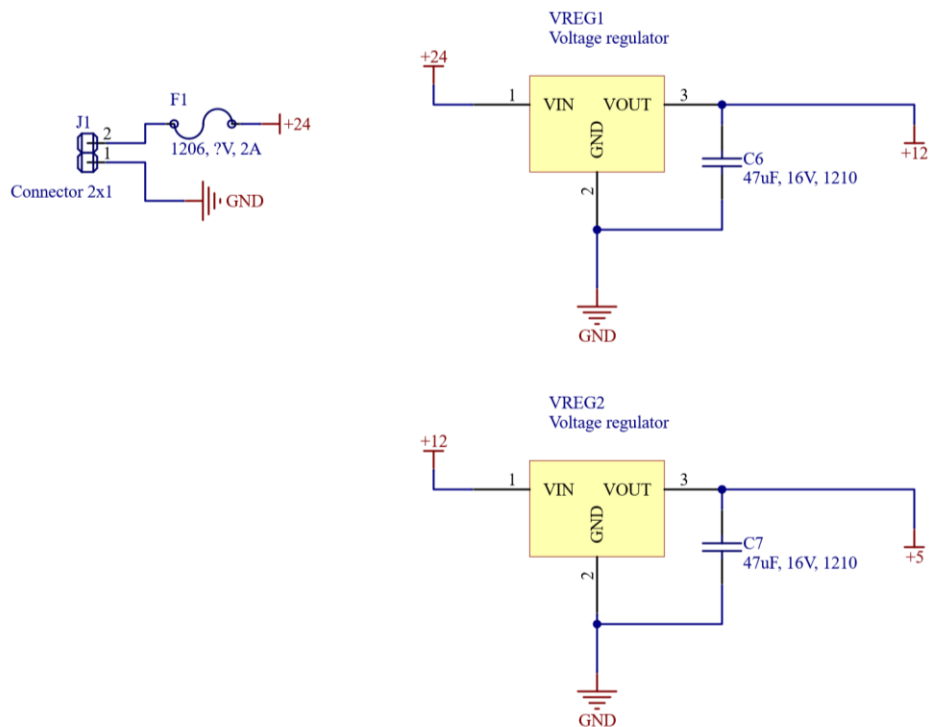 J1
2
1
Connector 2x1
F1
1206, ?V, 2A
+24
GND
VREG1
Voltage regulator
+24
1
VIN
VOUT
3
GND
2
C6
47uF, 16V, 1210
+12
GND
VREG2
Voltage regulator
+12
1
VIN
VOUT
3
GND
2
C7
47uF, 16V, 1210
+5
GND